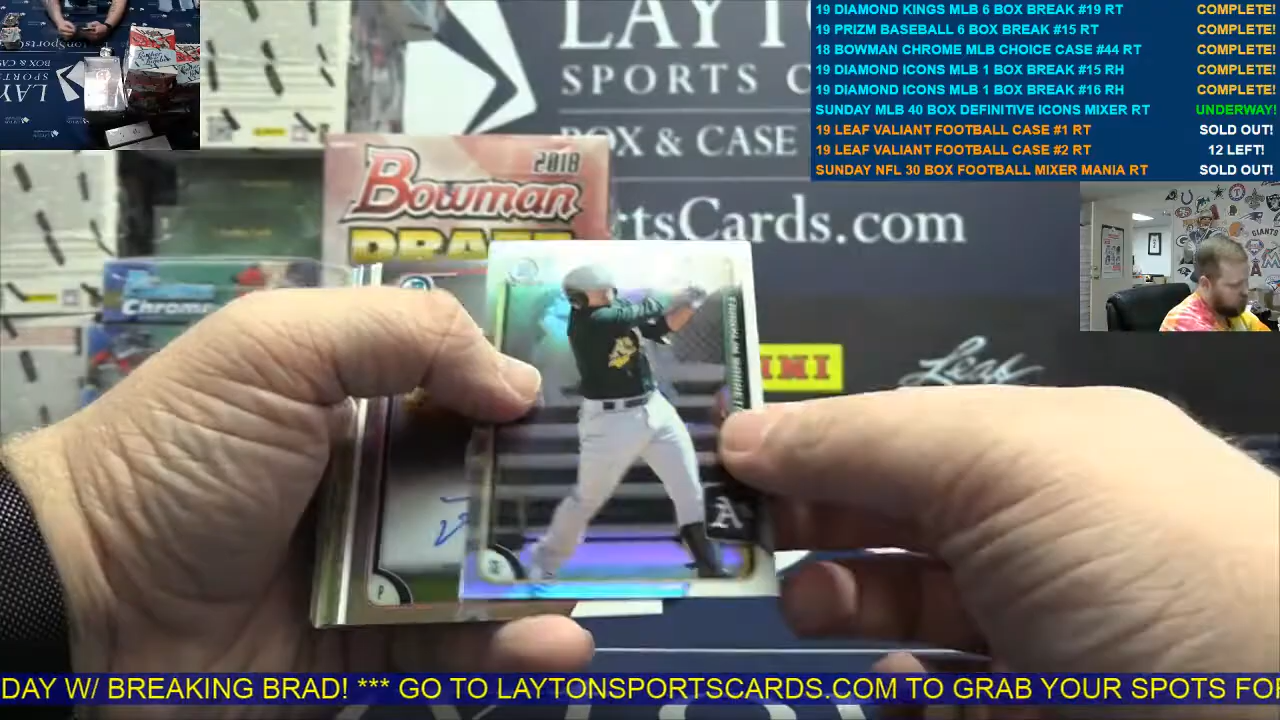 19 DIAMOND KINGS MLB 6 BOX BREAK #19 RT COMPLETE!
19 PRIZM BASEBALL 6 BOX BREAK #15 RT COMPLETE!
18 BOWMAN CHROME MLB CHOICE CASE #44 RT COMPLETE!
19 DIAMOND ICONS MLB 1 BOX BREAK #15 RH COMPLETE!
19 DIAMOND ICONS MLB 1 BOX BREAK #16 RH COMPLETE!
SUNDAY MLB 40 BOX DEFINITIVE ICONS MIXER RT UNDERWAY!
19 LEAF VALIANT FOOTBALL CASE #1 RT SOLD OUT!
19 LEAF VALIANT FOOTBALL CASE #2 RT 12 LEFT!
SUNDAY NFL 30 BOX FOOTBALL MIXER MANIA RT SOLD OUT!
LAYTO
SPORTS C
BOX & CASE
rtsCards.com
2018
Bowman
DRAFT
Chrome
NINI
Leaf
A
P
GIANTS
DAY W/ BREAKING BRAD! *** GO TO LAYTONSPORTSCARDS.COM TO GRAB YOUR SPOTS FOR